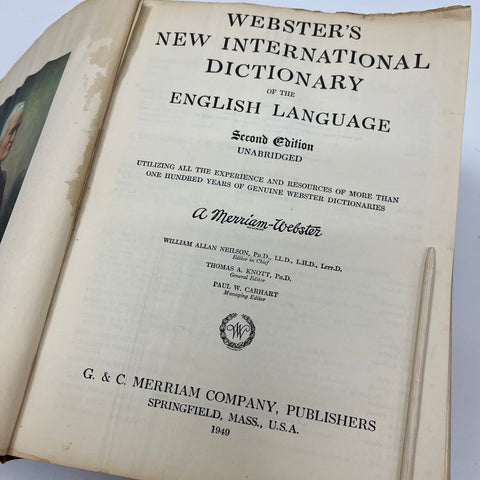 WEBSTER'S
NEW INTERNATIONAL
DICTIONARY
OF THE
ENGLISH LANGUAGE
Second Edition
UNABRIDGED
UTILIZING ALL THE EXPERIENCE AND RESOURCES OF MORE THAN
ONE HUNDRED YEARS OF GENUINE WEBSTER DICTIONARIES
A Merriam-Webster
WILLIAM ALLAN NEILSON, PH.D., LL.D., L.H.D., LITT.D.
Editor in Chief
THOMAS A. KNOTT, PH.D.
General Editor
PAUL W. CARHART
Managing Editor
W
G. & C. MERRIAM COMPANY, PUBLISHERS
SPRINGFIELD, MASS., U.S.A.
1949